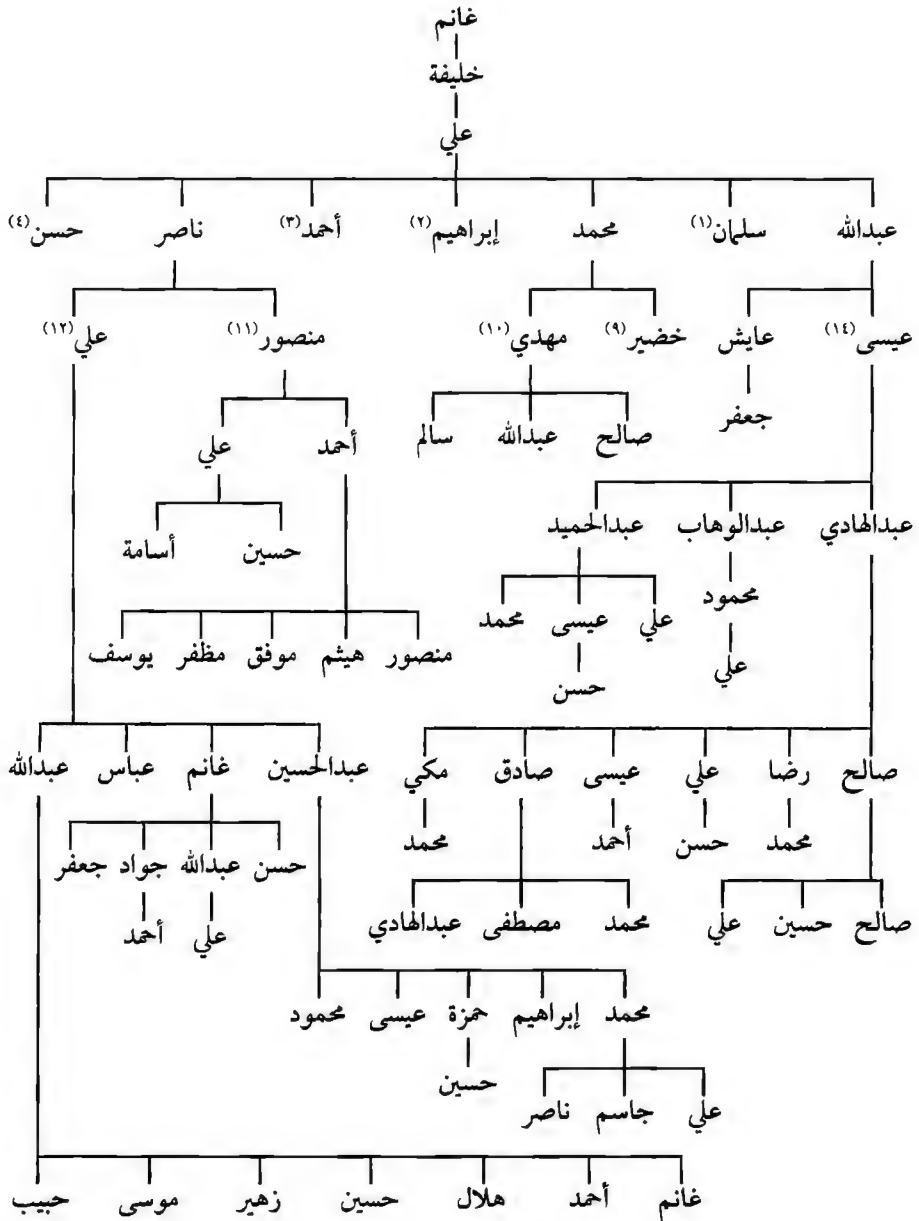 غانم
خليفة
علي
عبدالله سلمان(١) محمد إبراهيم(٢) أحمد(٣) ناصر حسن(٤)
عيسى(١٤) عايش خضير(٩) مهدي(١٠) منصور(١١) علي(١٢)
جعفر صالح عبدالله سالم أحمد علي
عبدالهادي عبدالوهاب عبدالحميد حسين أسامة
محمود علي عيسى محمد منصور هيثم موفق مظفر يوسف
علي حسن
صالح رضا علي عيسى صادق مكي عبدالحسين غانم عباس عبدالله
محمد حسن أحمد محمد حسن عبدالله جواد جعفر
صالح حسين علي محمد مصطفى عبدالهادي علي أحمد
محمد إبراهيم حمزة عيسى محمود
حسين
علي جاسم ناصر
غانم أحمد هلال حسين زهير موسى حبيب